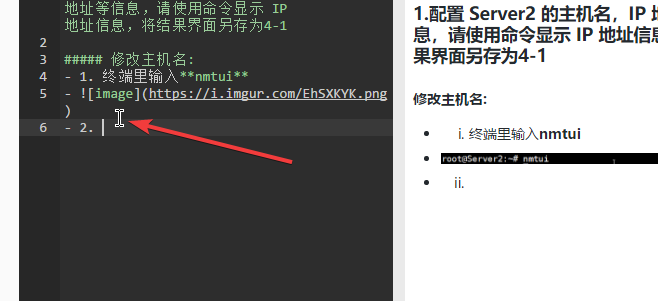 地址等信息，请使用命令显示 IP
地址信息，将结果界面另存为4-1
2
3 ##### 修改主机名:
4 - 1. 终端里输入**nmtui**
5 - ![image](https://i.imgur.com/EhSXKYK.png
)
6 - 2.
1.配置 Server2 的主机名，IP 地
息，请使用命令显示 IP 地址信息
果界面另存为4-1
修改主机名:
• i. 终端里输入nmtui
• root@Server2:~# nmtui
• ii.